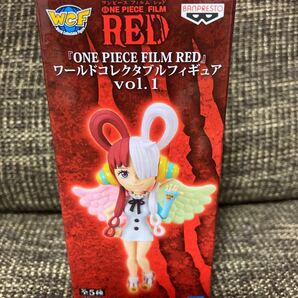 WCF
ワンピース フィルム レッド
ONE PIECE FILM
RED
BANPRESTO
『ONE PIECE FILM RED』
ワールドコレクタブルフィギュア
vol.1
全5種